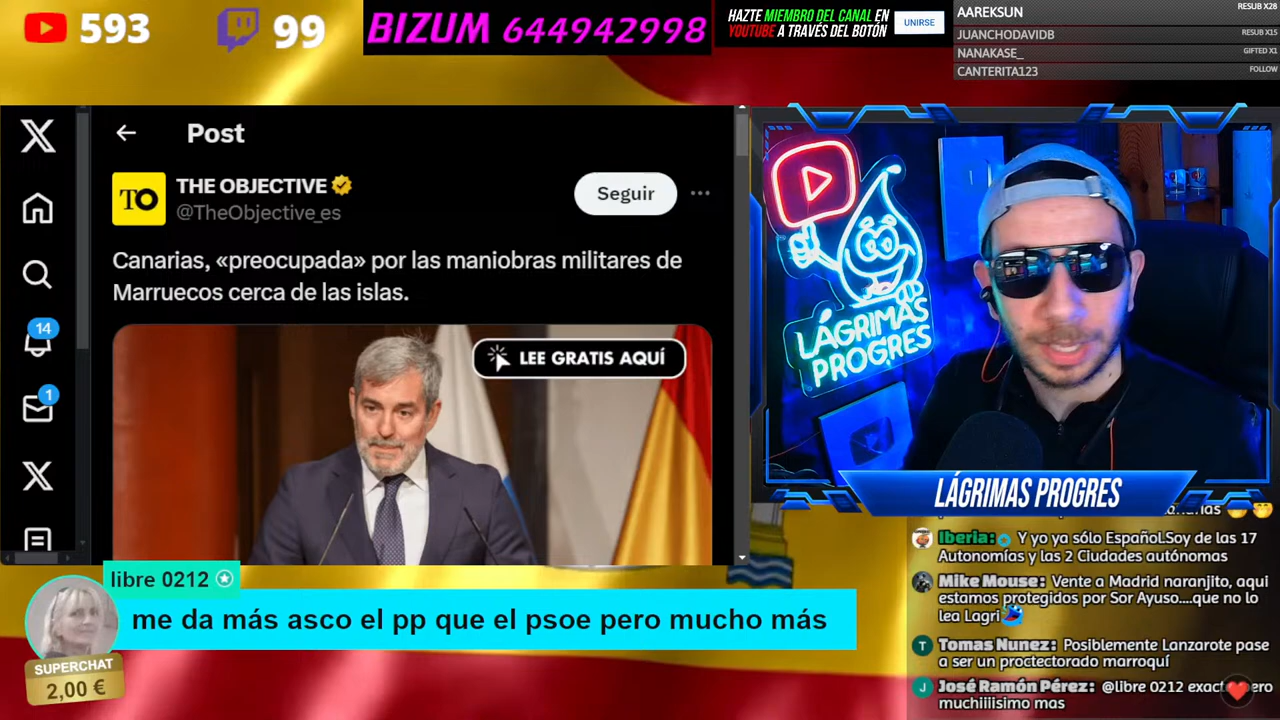 593
99
BIZUM 644942998
HAZTE MIEMBRO DEL CANAL EN
YOUTUBE A TRAVÉS DEL BOTÓN
UNIRSE
AAREKSUN
RESUB X28
JUANCHODAVIDB
RESUB X15
NANAKASE_
GIFTED X1
CANTERITA123
FOLLOW
Post
TO
THE OBJECTIVE
@TheObjective_es
Seguir
Canarias, «preocupada» por las maniobras militares de
Marruecos cerca de las islas.
LEE GRATIS AQUÍ
14
1
LÁGRIMAS
PROGRES
LÁGRIMAS PROGRES
libre 0212
me da más asco el pp que el psoe pero mucho más
SUPERCHAT
2,00 €
Iberia: Y yo ya sólo Español.Soy de las 17
Autonomías y las 2 Ciudades autónomas
Mike Mouse: Vente a Madrid naranjito, aqui
estamos protegidos por Sor Ayuso....que no lo
lea Lagri
T
Tomas Nunez: Posiblemente Lanzarote pase
a ser un proctectorado marroquí
J
José Ramón Pérez: @libre 0212 exacto pero
muchiiiisimo mas